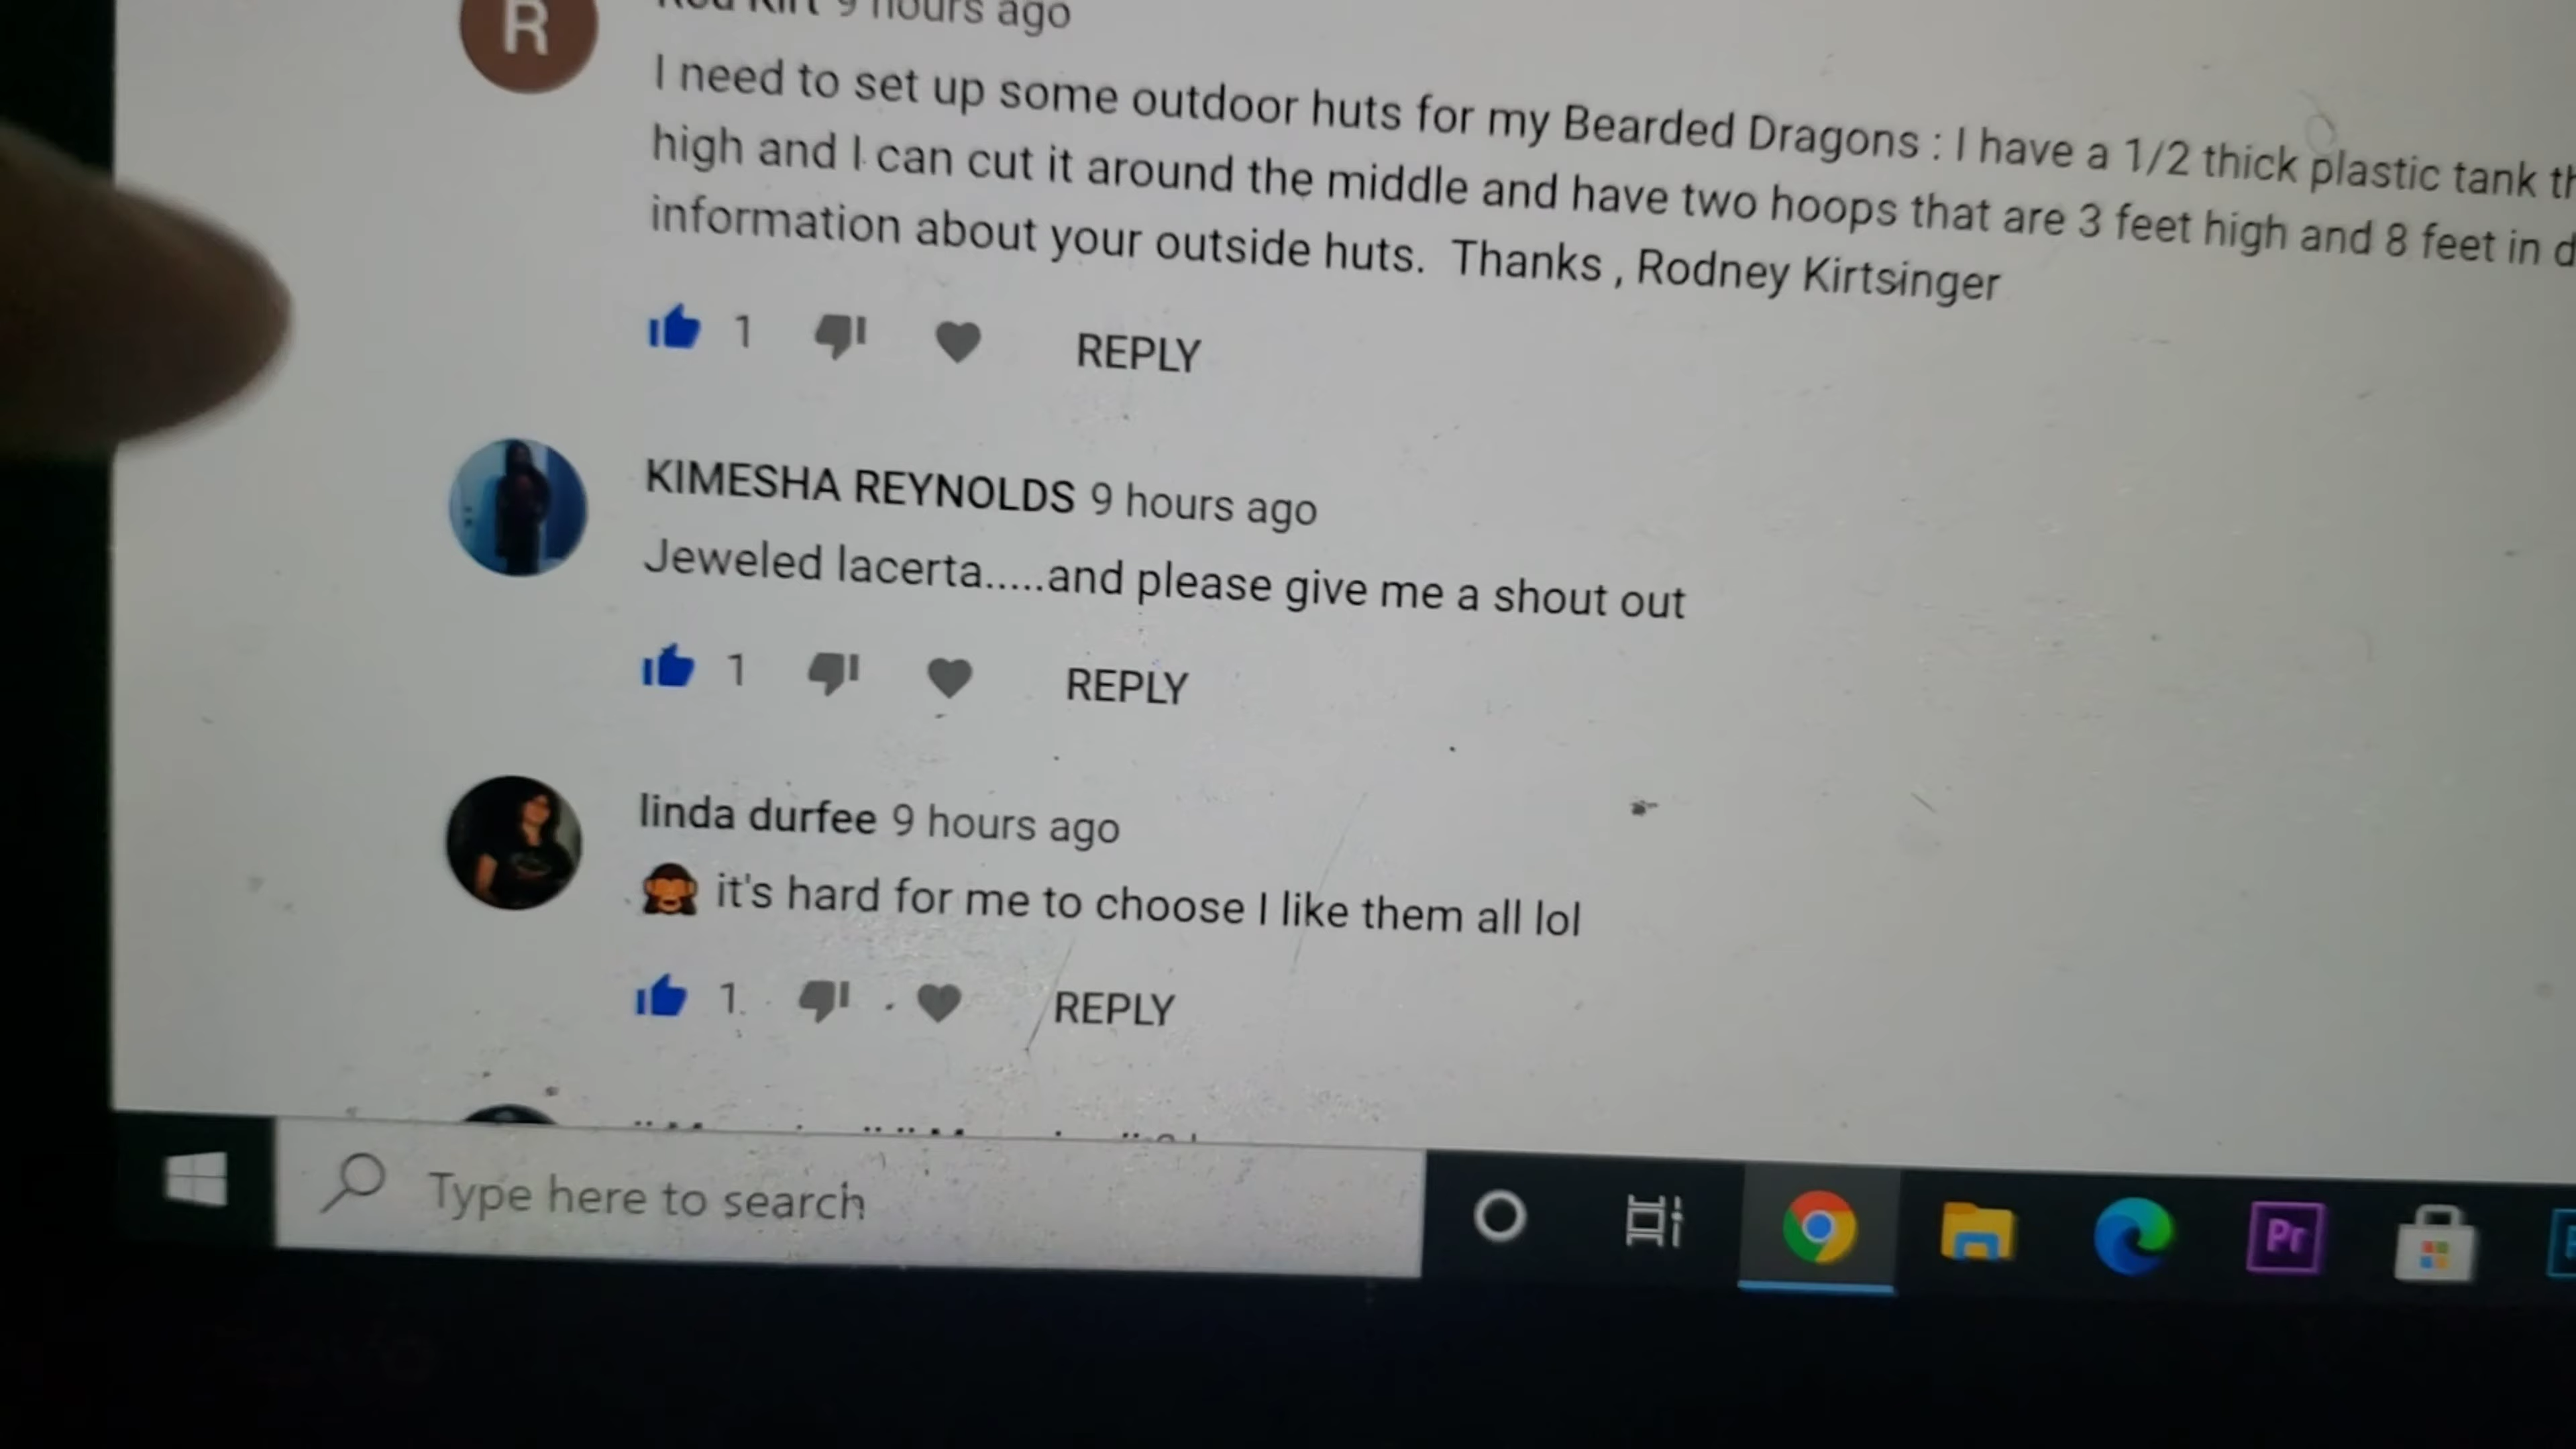 R
9 hours ago
I need to set up some outdoor huts for my Bearded Dragons : I have a 1/2 thick plastic tank
high and I can cut it around the middle and have two hoops that are 3 feet high and 8 feet in
information about your outside huts. Thanks , Rodney Kirtsinger
1 REPLY
KIMESHA REYNOLDS 9 hours ago
Jeweled lacerta.....and please give me a shout out
1 REPLY
linda durfee 9 hours ago
🙊 it's hard for me to choose I like them all lol
1 REPLY
Type here to search
Pr